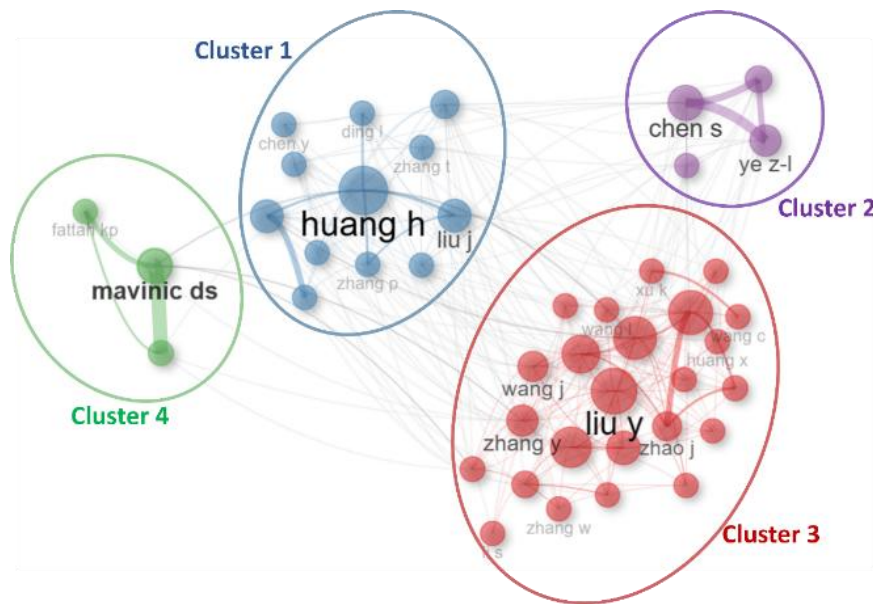 Cluster 1
chen y
ding l
zhang t
huang h
liu j
zhang p
chen s
ye z-l
Cluster 2
fattah kp
mavinic ds
Cluster 4
xu k
wang l
wang c
huang x
wang j
liu y
zhang y
zhao j
zhang w
Cluster 3